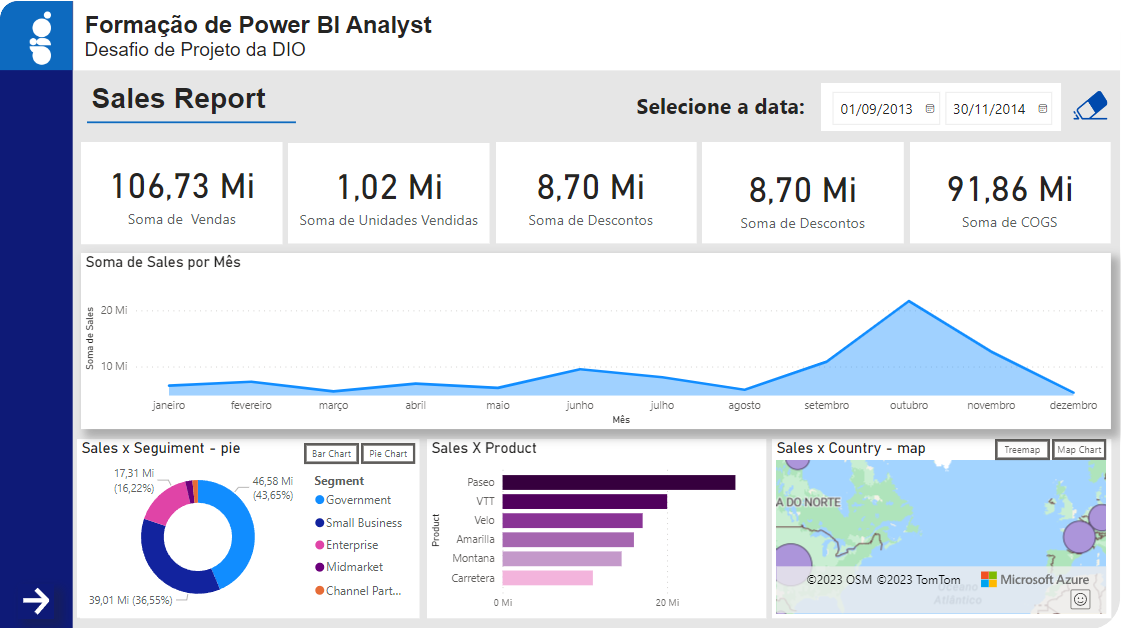 Formação de Power BI Analyst
Desafio de Projeto da DIO
Sales Report
Selecione a data:
01/09/2013
30/11/2014
106,73 Mi
Soma de Vendas
1,02 Mi
Soma de Unidades Vendidas
8,70 Mi
Soma de Descontos
8,70 Mi
Soma de Descontos
91,86 Mi
Soma de COGS
Soma de Sales por Mês
Soma de Sales
20 Mi
10 Mi
janeiro fevereiro março abril maio junho julho agosto setembro outubro novembro dezembro
Mês
Sales x Seguiment - pie
Bar Chart
Pie Chart
17,31 Mi
(16,22%)
46,58 Mi
(43,65%)
39,01 Mi (36,55%)
Segment
Government
Small Business
Enterprise
Midmarket
Channel Part...
Sales X Product
Product
Paseo
VTT
Velo
Amarilla
Montana
Carretera
0 Mi 20 Mi
Sales x Country - map
Treemap
Map Chart
A DO NORTE
©2023 OSM ©2023 TomTom
Microsoft Azure
Oceano
Atlântico